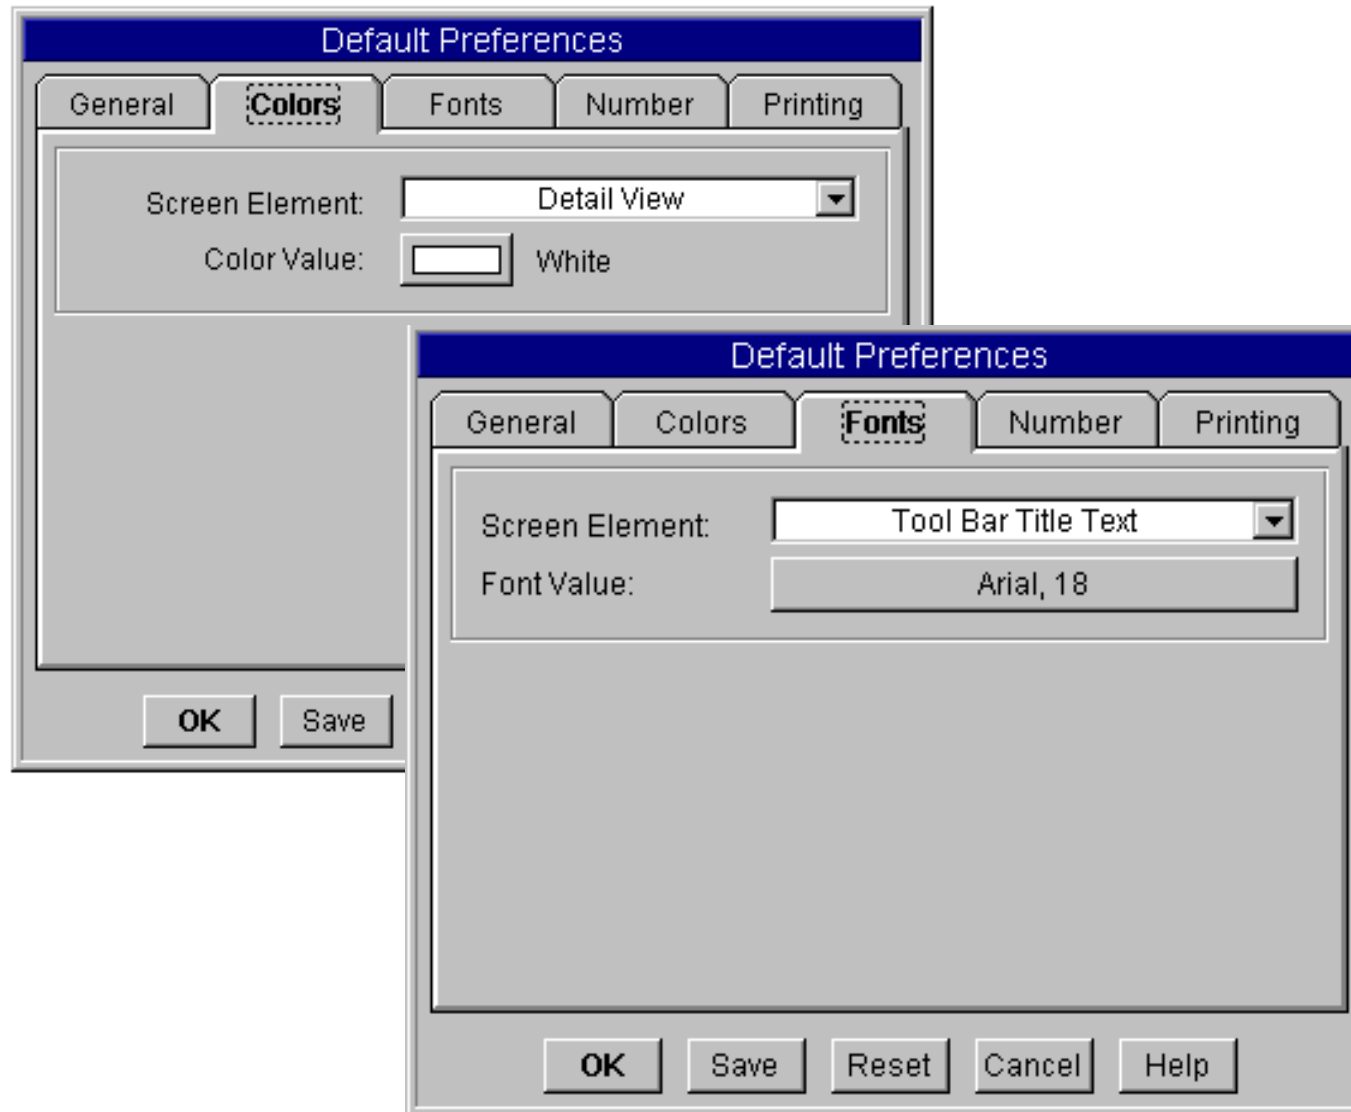 Default Preferences
General Colors Fonts Number Printing
Screen Element: Detail View
Color Value: White
OK Save
Default Preferences
General Colors Fonts Number Printing
Screen Element: Tool Bar Title Text
Font Value: Arial, 18
OK Save Reset Cancel Help